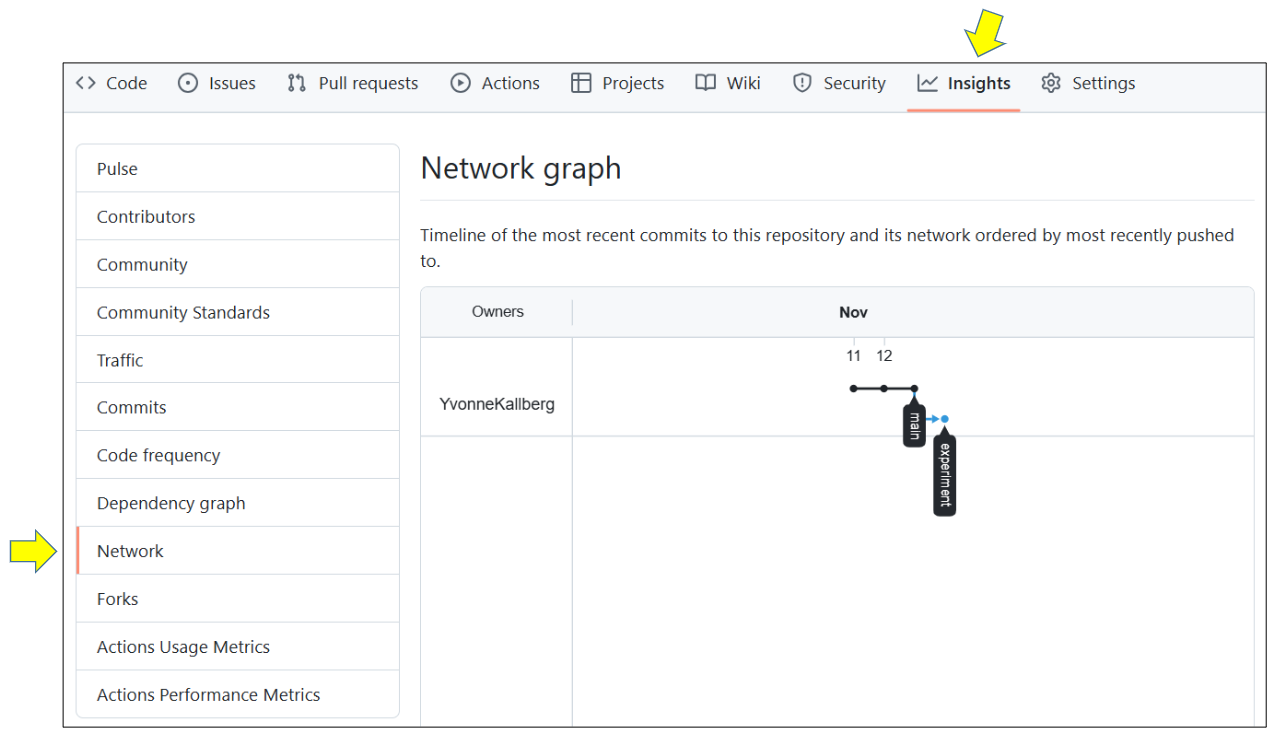 Code Issues Pull requests Actions Projects Wiki Security Insights Settings
Pulse
Contributors
Community
Community Standards
Traffic
Commits
Code frequency
Dependency graph
Network
Forks
Actions Usage Metrics
Actions Performance Metrics
Network graph
Timeline of the most recent commits to this repository and its network ordered by most recently pushed
to.
Owners Nov
11 12
YvonneKallberg
main
experiment